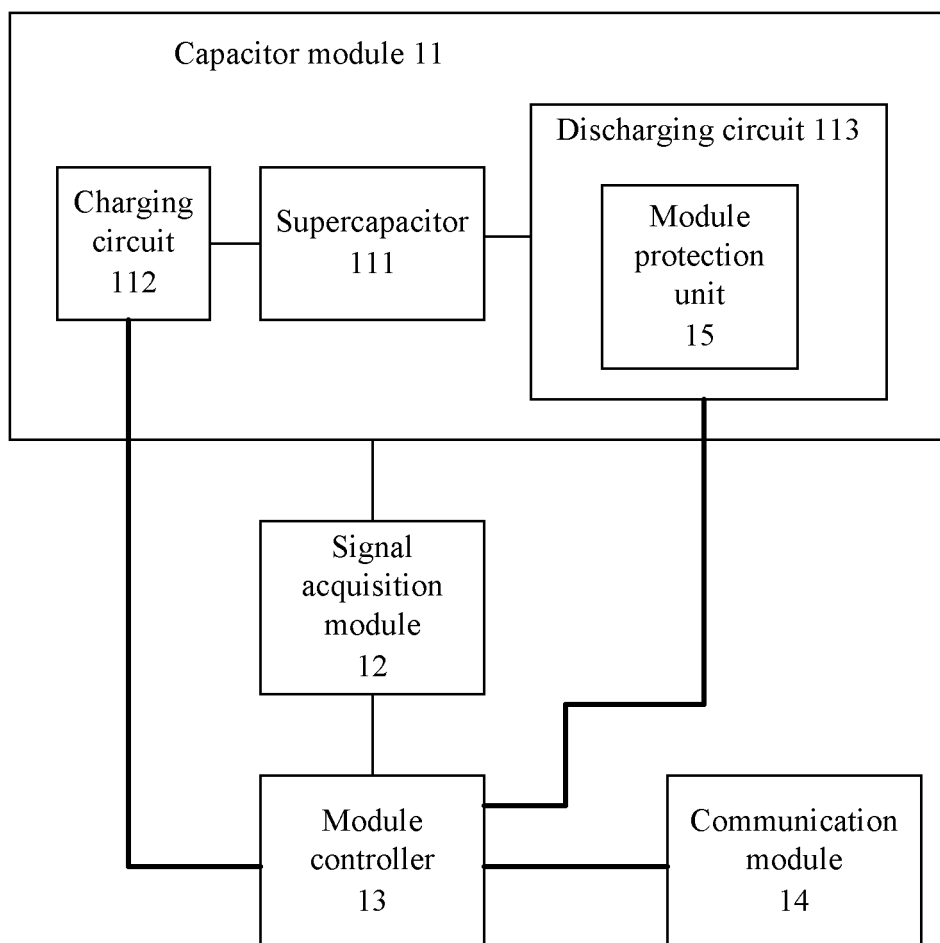 Capacitor module 11
Charging
circuit
112
Supercapacitor
111
Discharging circuit 113
Module
protection
unit
15
Signal
acquisition
module
12
Module
controller
13
Communication
module
14